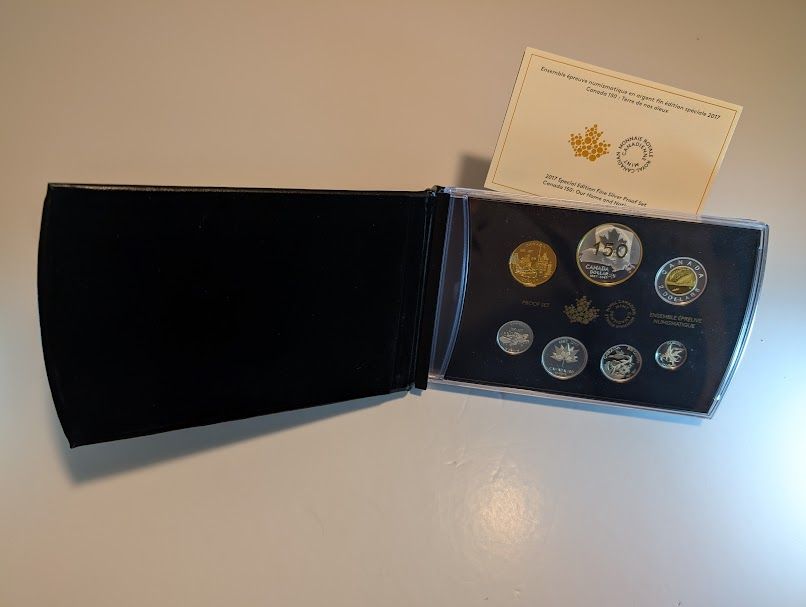 Ensemble épreuve numismatique en argent fin édition spéciale 2017
Canada 150 : Terre de nos aïeux
MONNAIE ROYALE CANADIENNE
ROYAL CANADIAN MINT
2017 Special Edition Fine Silver Proof Set
Canada 150: Our Home and
150
CANADA
DOLLAR
CANADA
2 DOLLARS
PROOF SET
ENSEMBLE ÉPREUVE
NUMISMATIQUE
CANADA